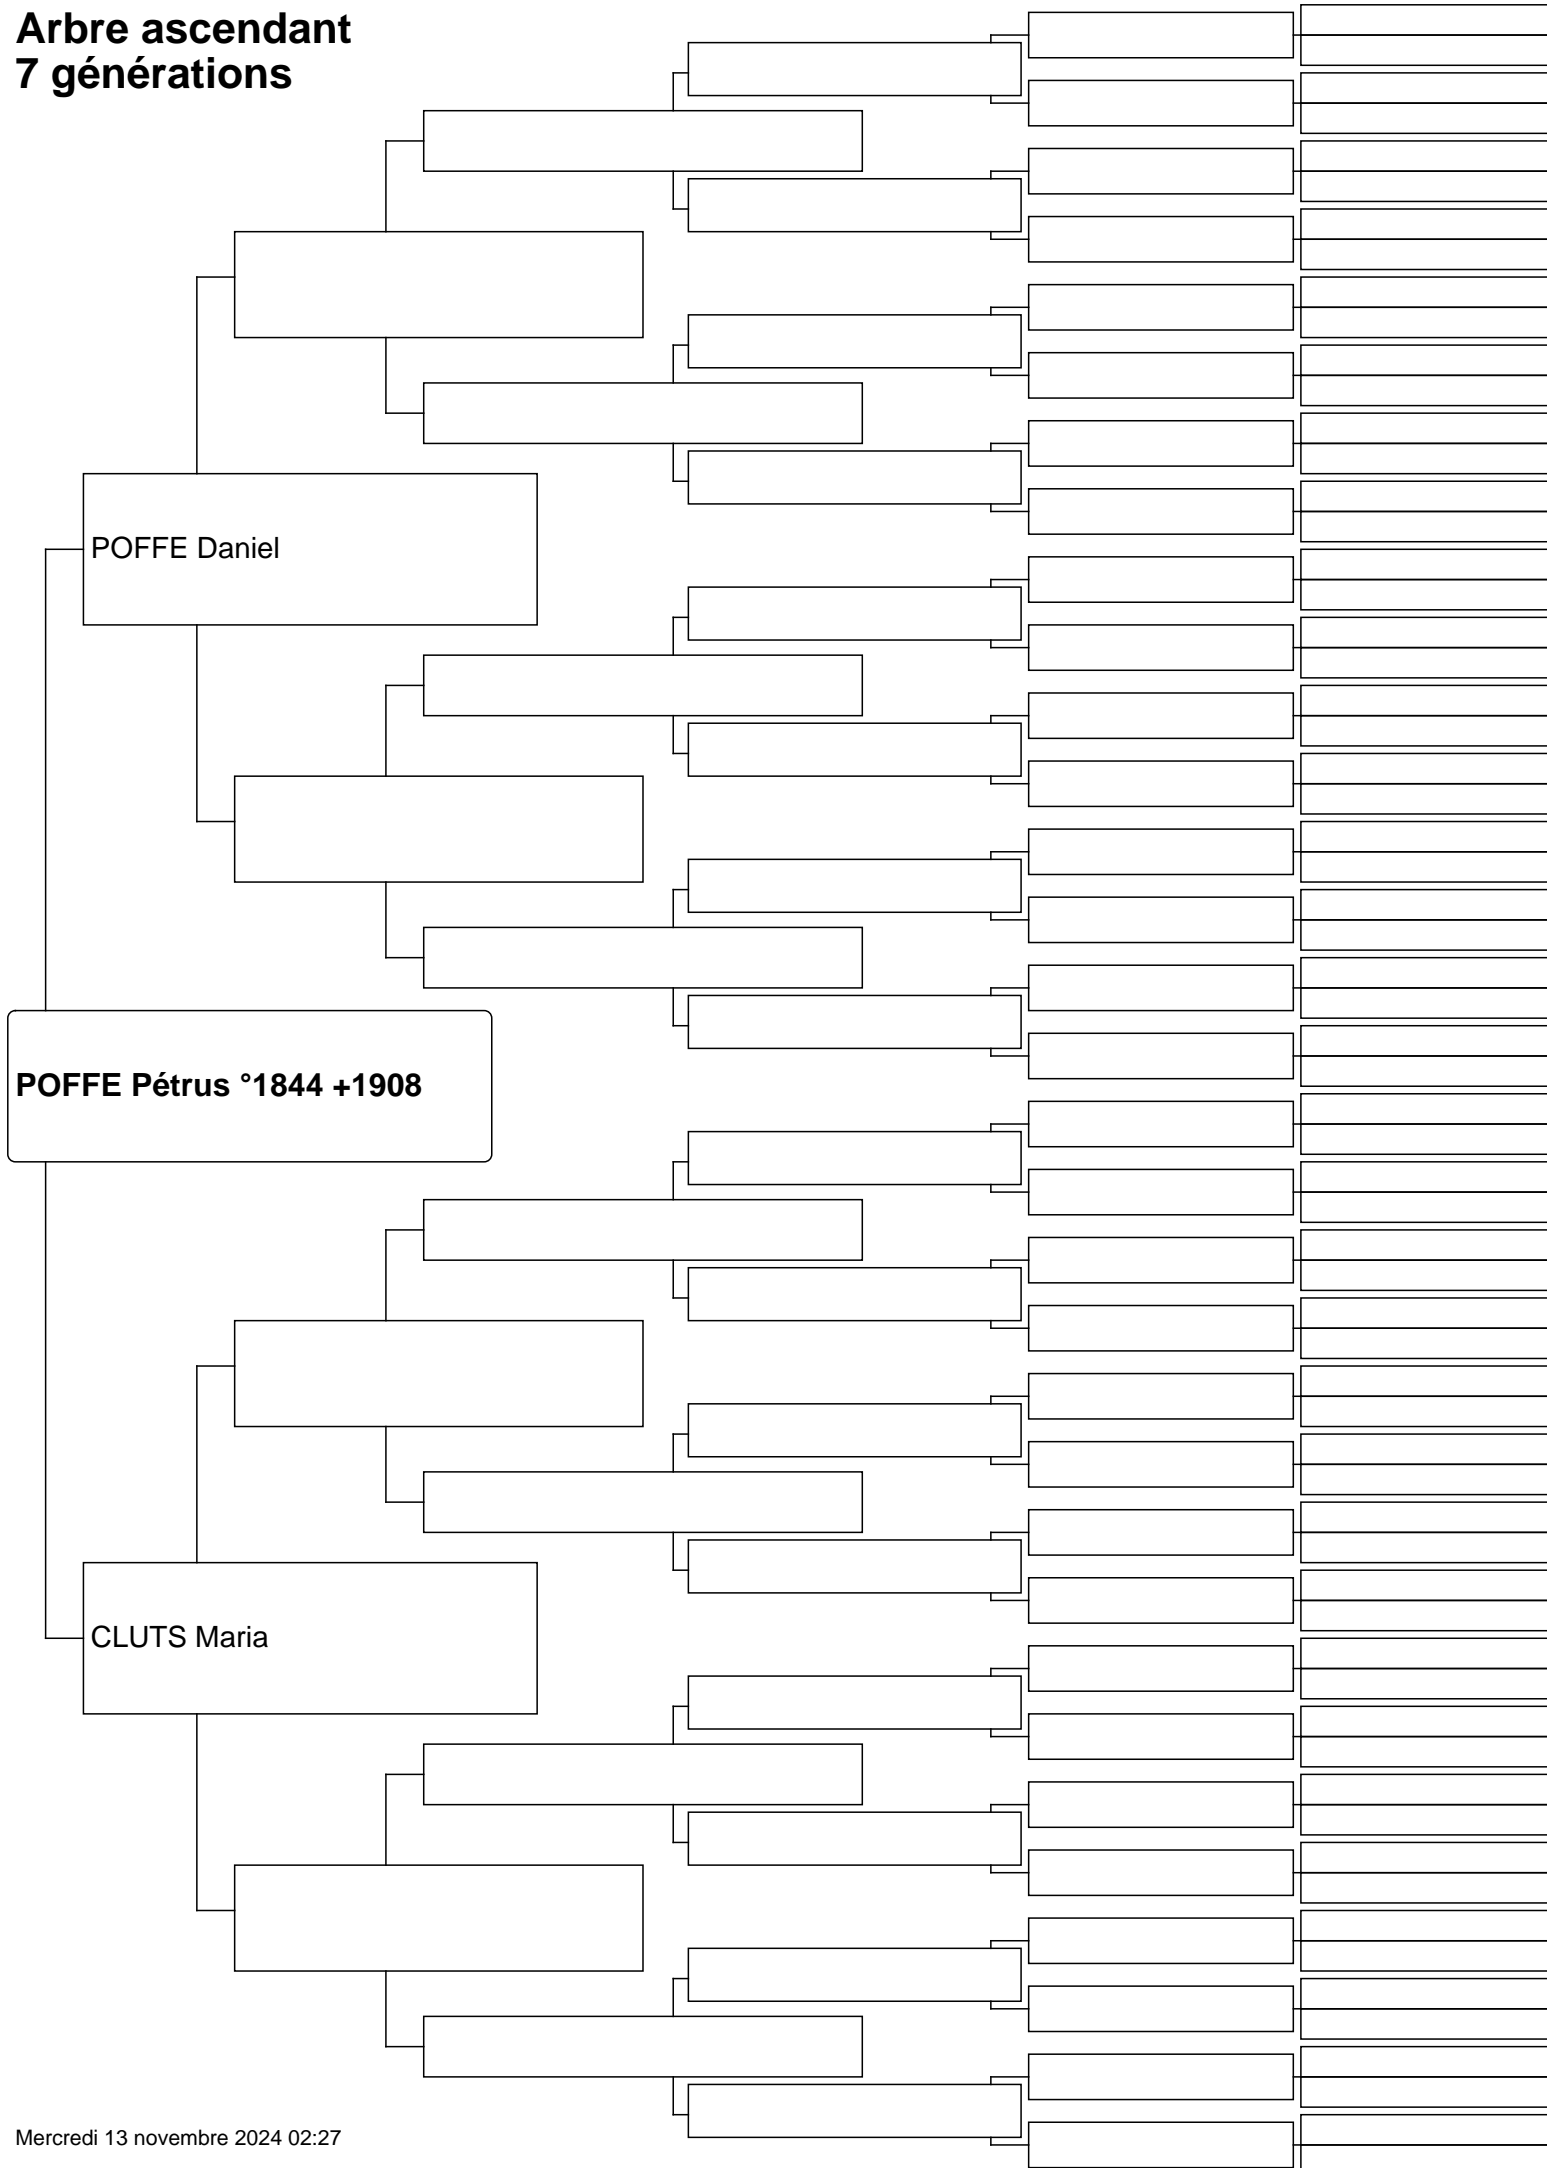 Arbre ascendant
7 générations
POFFE Daniel
POFFE Pétrus °1844 +1908
CLUTS Maria
Mercredi 13 novembre 2024 02:27